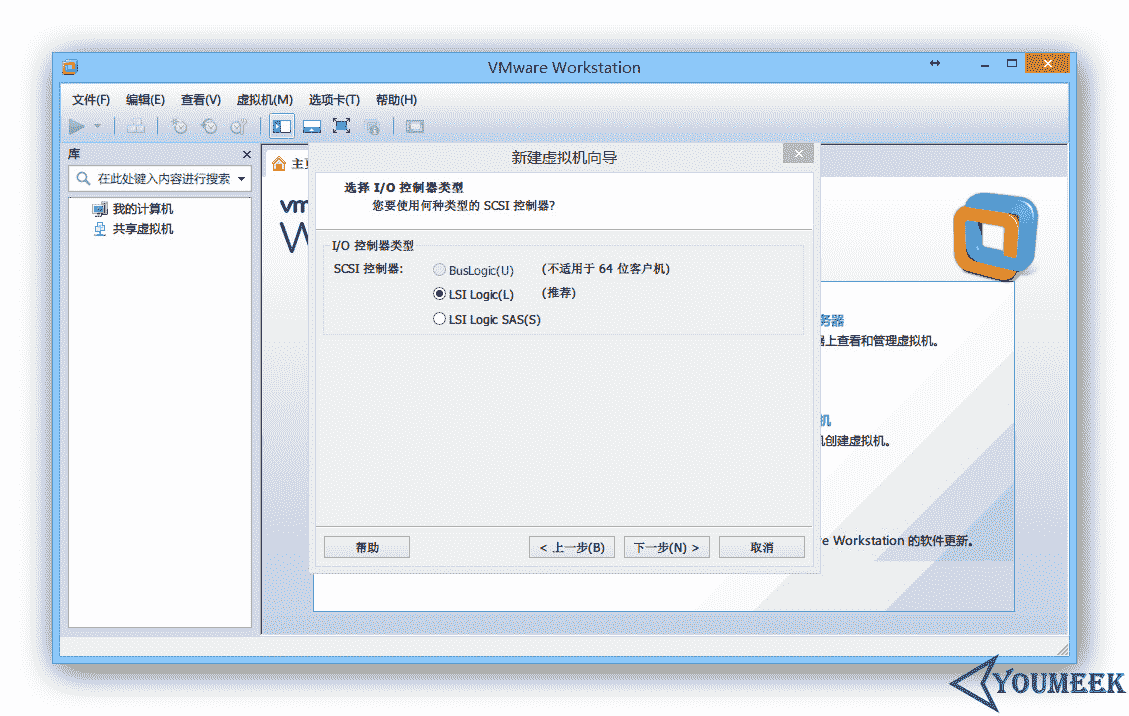 VMware Workstation
文件(F) 编辑(E) 查看(V) 虚拟机(M) 选项卡(T) 帮助(H)
库
在此处键入内容进行搜索
我的计算机
共享虚拟机
主
vm
W
新建虚拟机向导
选择 I/O 控制器类型
您要使用何种类型的 SCSI 控制器?
I/O 控制器类型
SCSI 控制器:
BusLogic(U) (不适用于 64 位客户机)
LSI Logic(L) (推荐)
LSI Logic SAS(S)
帮助
< 上一步(B)
下一步(N) >
取消
务器
器上查看和管理虚拟机。
机
机创建虚拟机。
re Workstation 的软件更新。
YOUMEEK